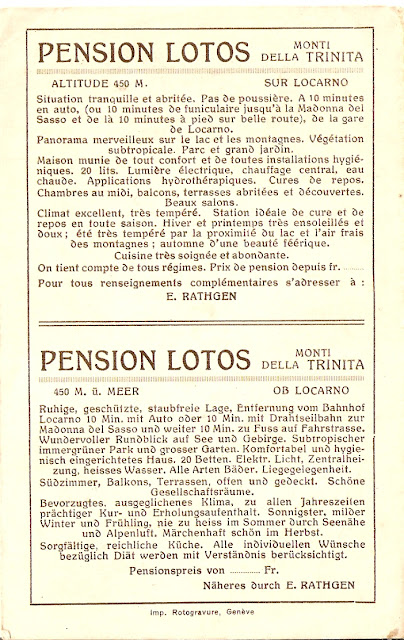 PENSION LOTOS MONTI
DELLA TRINITA
ALTITUDE 450 M. SUR LOCARNO
Situation tranquille et abritée. Pas de poussière. A 10 minutes
en auto, (ou 10 minutes de funiculaire jusqu'à la Madonna del
Sasso et de là 10 minutes à pied sur belle route), de la gare
de Locarno.
Panorama merveilleux sur le lac et les montagnes. Végétation
subtropicale. Parc et grand jardin.
Maison munie de tout confort et de toutes installations hygié-
niques. 20 lits. Lumière électrique, chauffage central, eau
chaude. Applications hydrothérapiques. Cures de repos.
Chambres au midi, balcons, terrasses abritées et découvertes.
Beaux salons.
Climat excellent, très tempéré. Station idéale de cure et de
repos en toute saison. Hiver et printemps très ensoleillés et
doux; été très tempéré par la proximité du lac et l'air frais
des montagnes; automne d'une beauté féérique.
Cuisine très soignée et abondante.
On tient compte de tous régimes. Prix de pension depuis fr. ..........
Pour tous renseignements complémentaires s'adresser à :
E. RATHGEN
PENSION LOTOS MONTI
DELLA TRINITA
450 M. ü. MEER OB LOCARNO
Ruhige, geschützte, staubfreie Lage, Entfernung vom Bahnhof
Locarno 10 Min. mit Auto oder 10 Min. mit Drahtseilbahn zur
Madonna del Sasso und weiter 10 Min. zu Fuss auf Fahrstrasse.
Wundervoller Rundblick auf See und Gebirge. Subtropischer
immergrüner Park und grosser Garten. Komfortabel und hygie-
nisch eingerichtetes Haus. 20 Betten. Elektr. Licht, Zentralhei-
zung, heisses Wasser. Alle Arten Bäder. Liegegelegenheit.
Südzimmer, Balkons, Terrassen, offen und gedeckt. Schöne
Gesellschaftsräume.
Bevorzugtes, ausgeglichenes Klima, zu allen Jahreszeiten
prächtiger Kur- und Erholungsaufenthalt. Sonnigster, milder
Winter und Frühling, nie zu heiss im Sommer durch Seenähe
und Alpenluft. Märchenhaft schön im Herbst.
Sorgfältige, reichliche Küche. Alle individuellen Wünsche
bezüglich Diät werden mit Verständnis berücksichtigt.
Pensionspreis von .............. Fr.
Näheres durch E. RATHGEN
Imp. Rotogravure, Genève